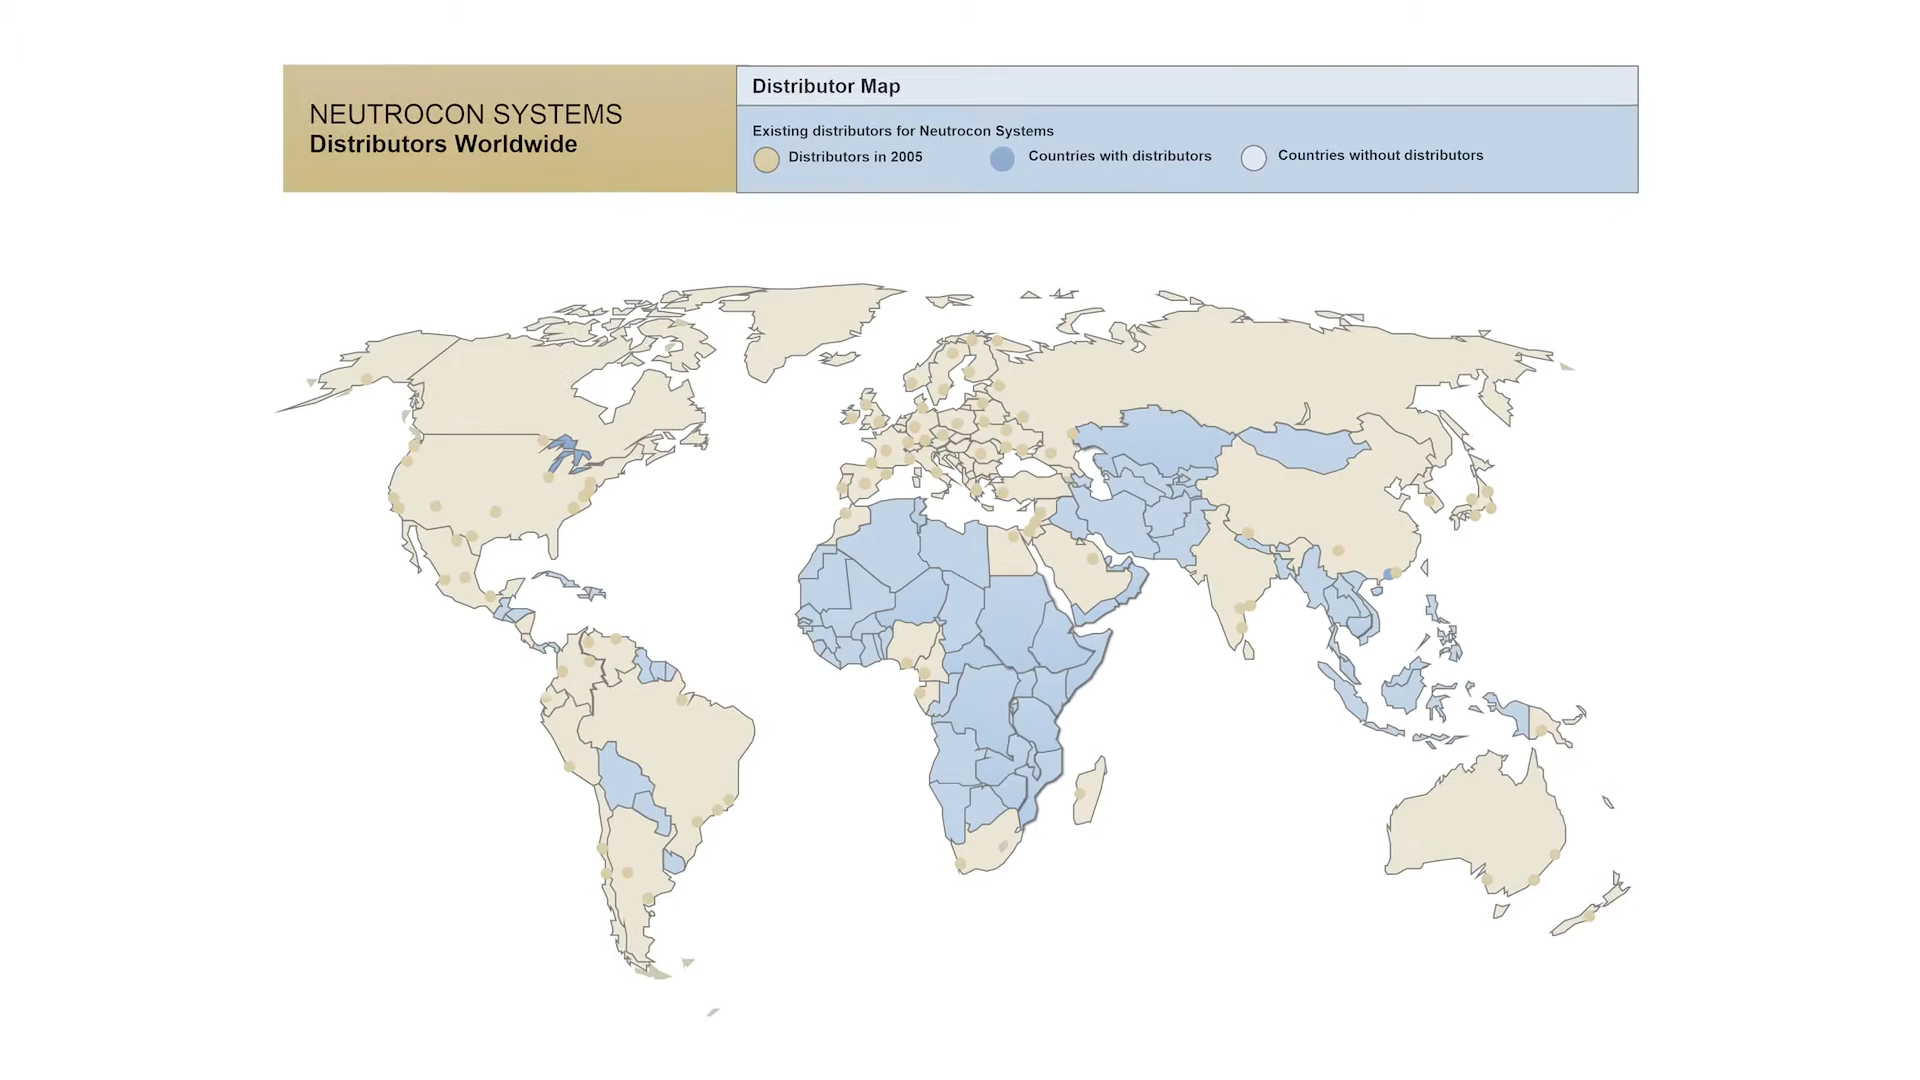 NEUTROCON SYSTEMS
Distributors Worldwide
Distributor Map
Existing distributors for Neutrocon Systems
Distributors in 2005
Countries with distributors
Countries without distributors